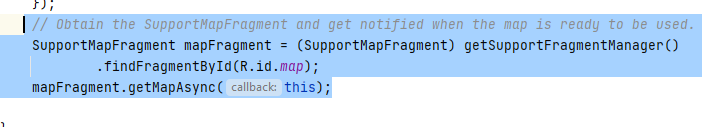 });
// Obtain the SupportMapFragment and get notified when the map is ready to be used.
SupportMapFragment mapFragment = (SupportMapFragment) getSupportFragmentManager()
.findFragmentById(R.id.map);
mapFragment.getMapAsync( callback: this);
}